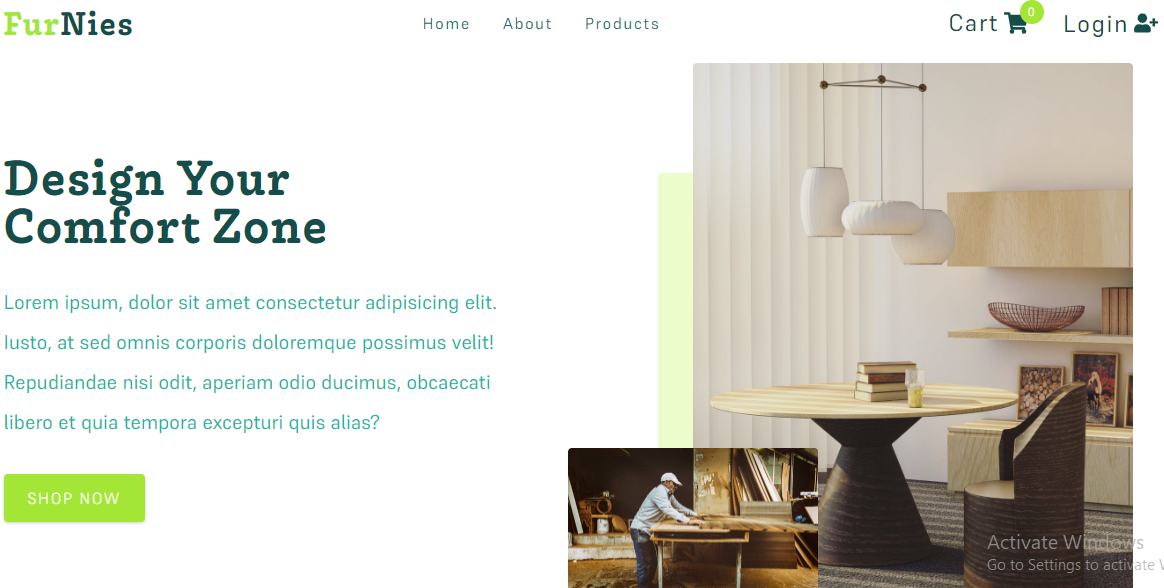 FurNies
Home About Products
Cart 0 Login
Design Your
Comfort Zone
Lorem ipsum, dolor sit amet consectetur adipisicing elit.
Iusto, at sed omnis corporis doloremque possimus velit!
Repudiandae nisi odit, aperiam odio ducimus, obcaecati
libero et quia tempora excepturi quis alias?
SHOP NOW
Activate Windows
Go to Settings to activate W